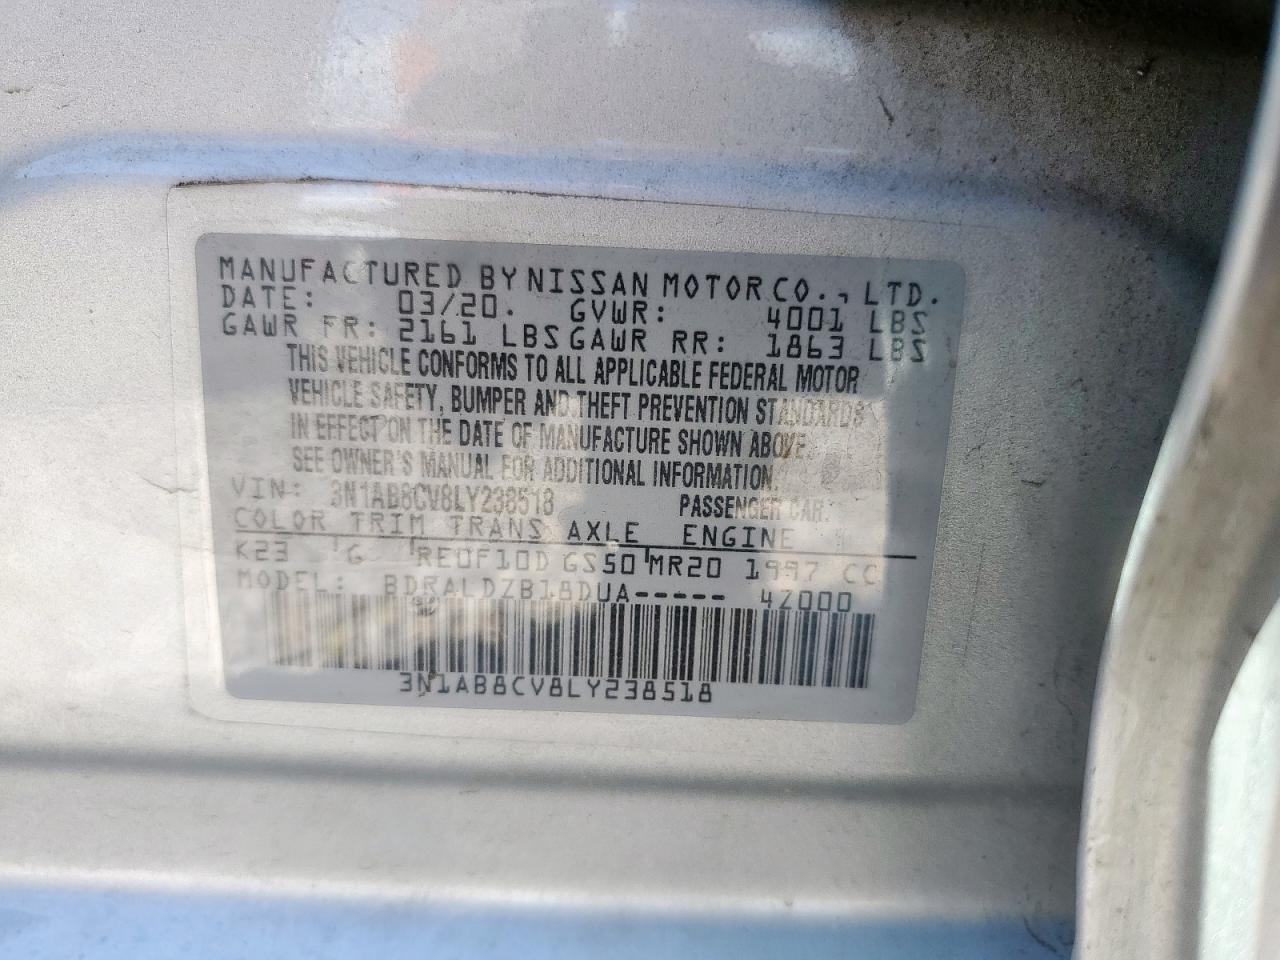 MANUFACTURED BY NISSAN MOTOR CO., LTD.
DATE: 03/20. GVWR: 4001 LBS
GAWR FR: 2161 LBS GAWR RR: 1863 LBS
THIS VEHICLE CONFORMS TO ALL APPLICABLE FEDERAL MOTOR
VEHICLE SAFETY, BUMPER AND THEFT PREVENTION STANDARDS
IN EFFECT ON THE DATE OF MANUFACTURE SHOWN ABOVE.
SEE OWNER'S MANUAL FOR ADDITIONAL INFORMATION.
VIN: 3N1AB8CV8LY238518 PASSENGER CAR.
COLOR TRIM TRANS AXLE ENGINE
K23 G RE0F10D GS50 MR20 1997 CC
MODEL: BDRALDZB18DUA----- 4Z000
3N1AB8CV8LY238518